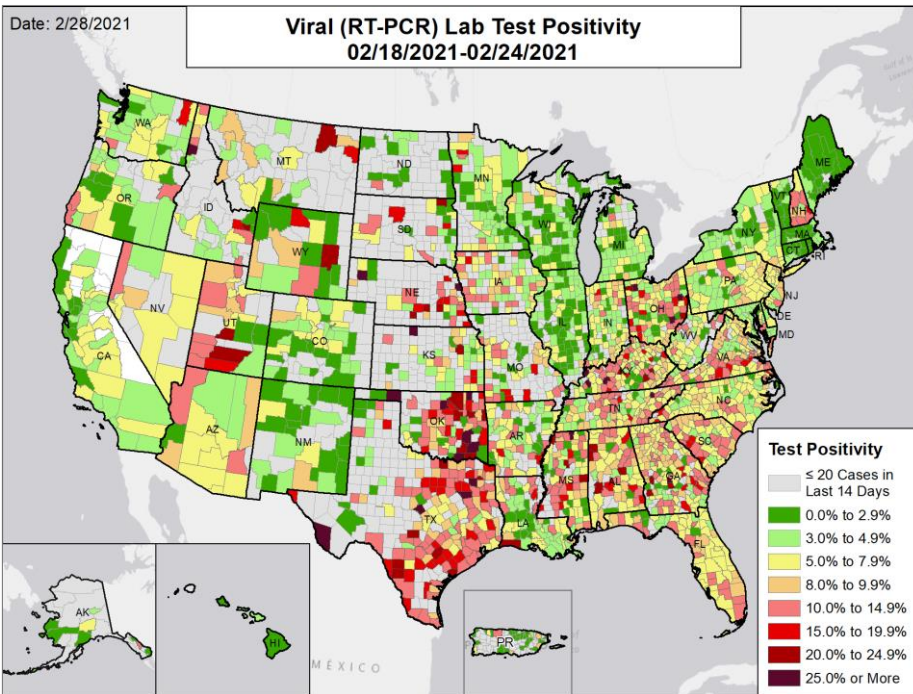 Date: 2/28/2021
Viral (RT-PCR) Lab Test Positivity
02/18/2021-02/24/2021
WA
MT
ND
MN
ME
OR
ID
WY
SD
WI
MI
VT
NH
NY
MA
CT
RI
NV
UT
CO
NE
IA
IL
IN
OH
PA
NJ
DE
MD
CA
KS
MO
KY
WV
VA
AZ
NM
OK
AR
TN
NC
SC
TX
LA
MS
AL
GA
FL
AK
HI
PR
MÉXICO
Test Positivity
≤ 20 Cases in
Last 14 Days
0.0% to 2.9%
3.0% to 4.9%
5.0% to 7.9%
8.0% to 9.9%
10.0% to 14.9%
15.0% to 19.9%
20.0% to 24.9%
25.0% or More